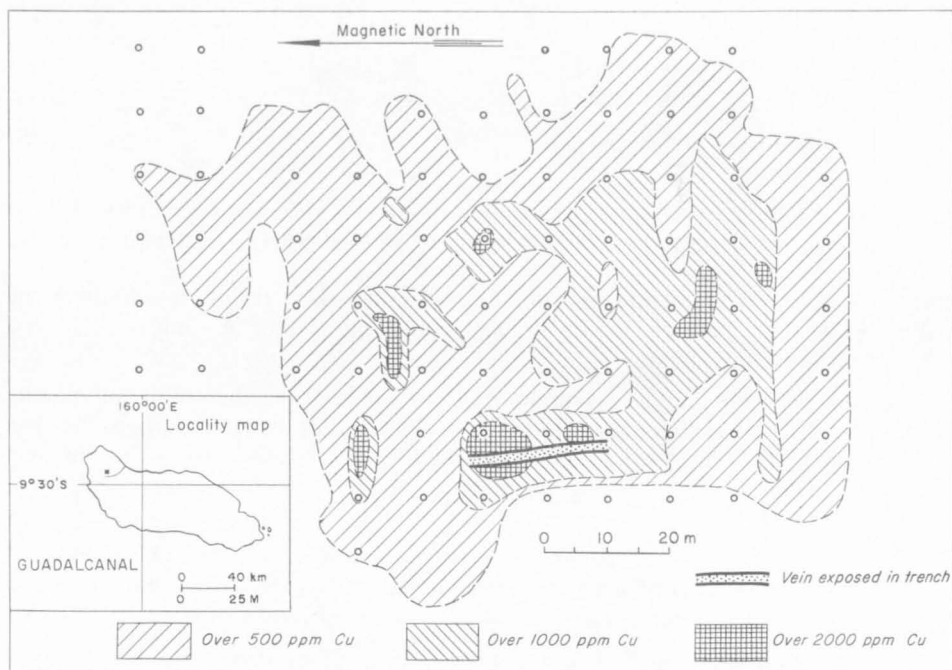 Magnetic North
160°00'E
Locality map
9°30'S
GUADALCANAL
0 40 km
0 25 M
0 10 20 m
Vein exposed in trench
Over 500 ppm Cu
Over 1000 ppm Cu
Over 2000 ppm Cu